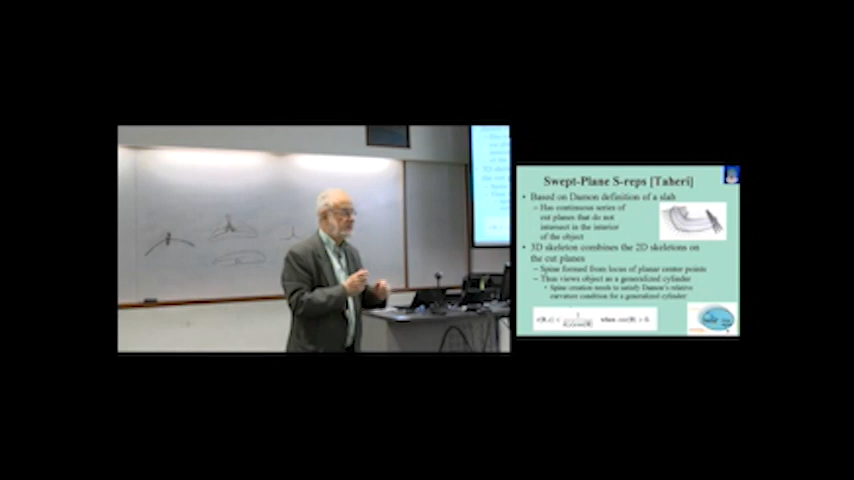 Swept-Plane S-reps [Taheri]
• Based on Damon definition of a slab
– Has continuous series of
cut planes that do not
intersect in the interior
of the object
• 3D skeleton combines the 2D skeletons on
the cut planes
– Spine formed from locus of planar center points
– Thus views object as a generalized cylinder
• Spine creation needs to satisfy Damon's relative
curvature condition for a generalized cylinder
when